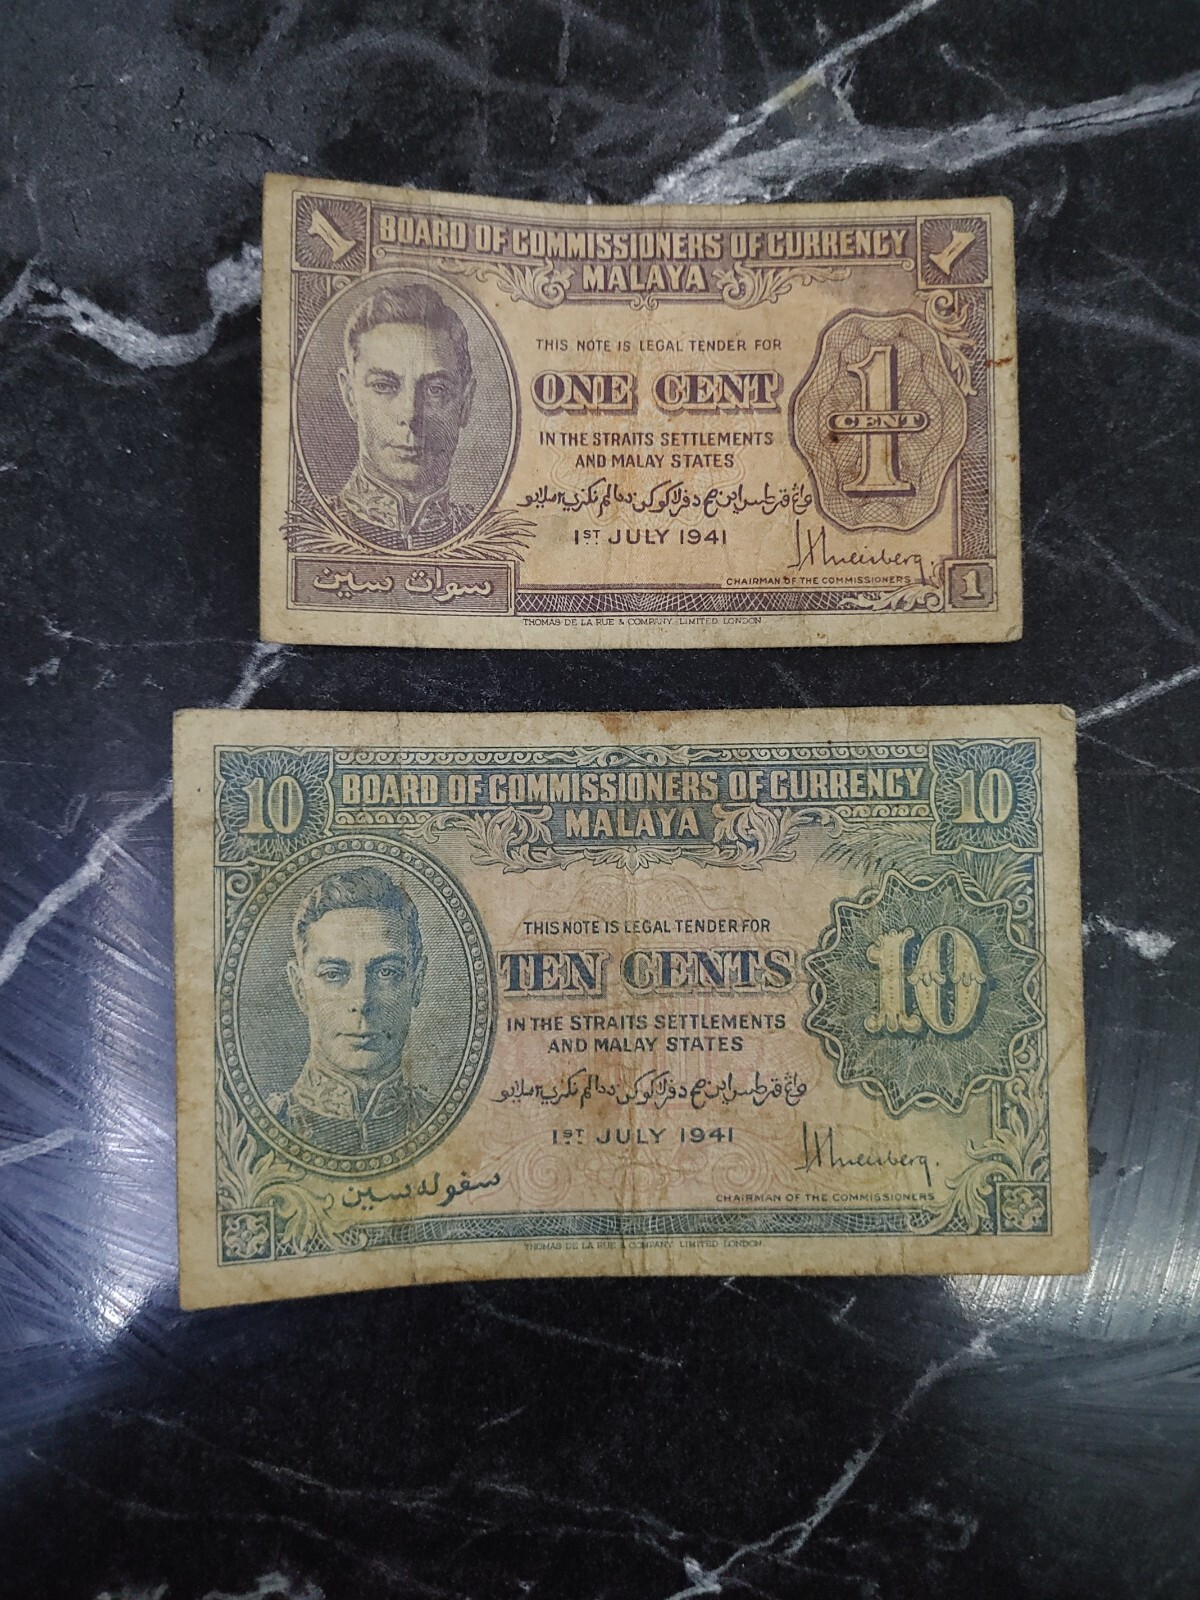 1
BOARD OF COMMISSIONERS OF CURRENCY
1
MALAYA
THIS NOTE IS LEGAL TENDER FOR
ONE CENT
1
CENT
IN THE STRAITS SETTLEMENTS
AND MALAY STATES
1ST JULY 1941
CHAIRMAN OF THE COMMISSIONERS
سوات سين
1
THOMAS DE LA RUE & COMPANY LIMITED LONDON
10
BOARD OF COMMISSIONERS OF CURRENCY
10
MALAYA
THIS NOTE IS LEGAL TENDER FOR
TEN CENTS
10
IN THE STRAITS SETTLEMENTS
AND MALAY STATES
1ST JULY 1941
سڤوله سين
CHAIRMAN OF THE COMMISSIONERS
THOMAS DE LA RUE & COMPANY LIMITED LONDON